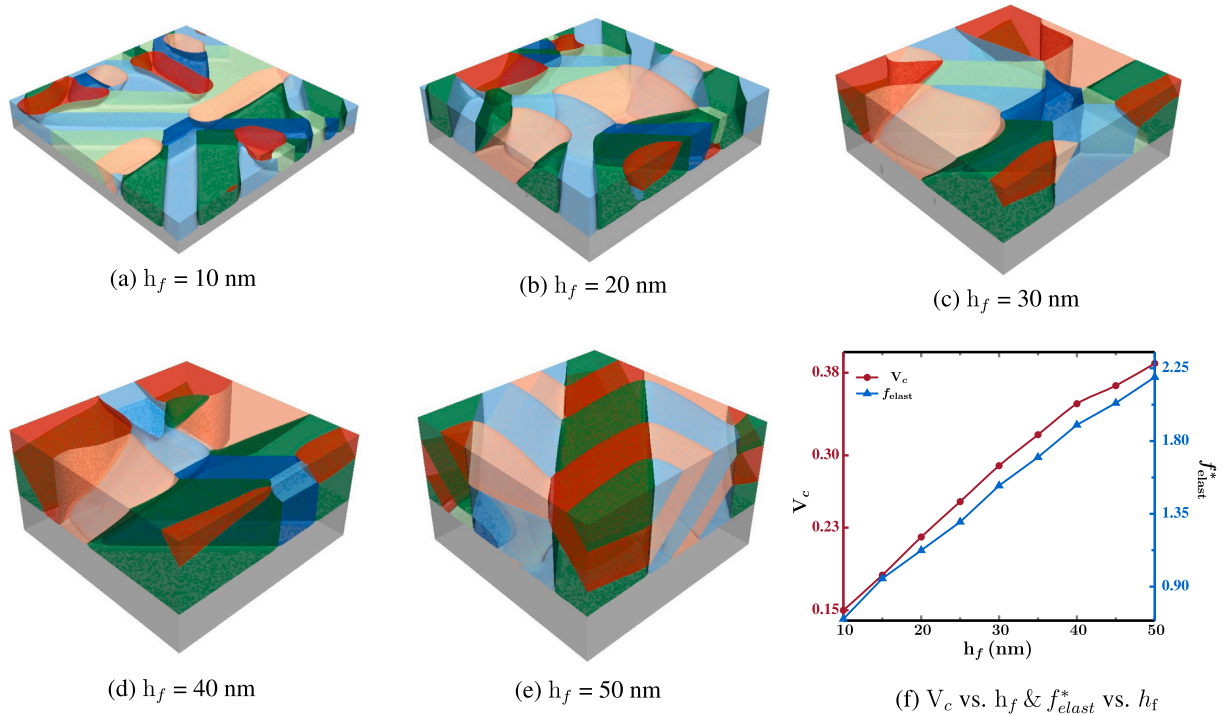 (a) h_f = 10 nm
(b) h_f = 20 nm
(c) h_f = 30 nm
(d) h_f = 40 nm
(e) h_f = 50 nm
0.38
0.30
0.23
0.15
V_c
V_c
f_elast
2.25
1.80
1.35
0.90
f*_elast
10
20
30
40
50
h_f (nm)
(f) V_c vs. h_f & f*_elast vs. h_f